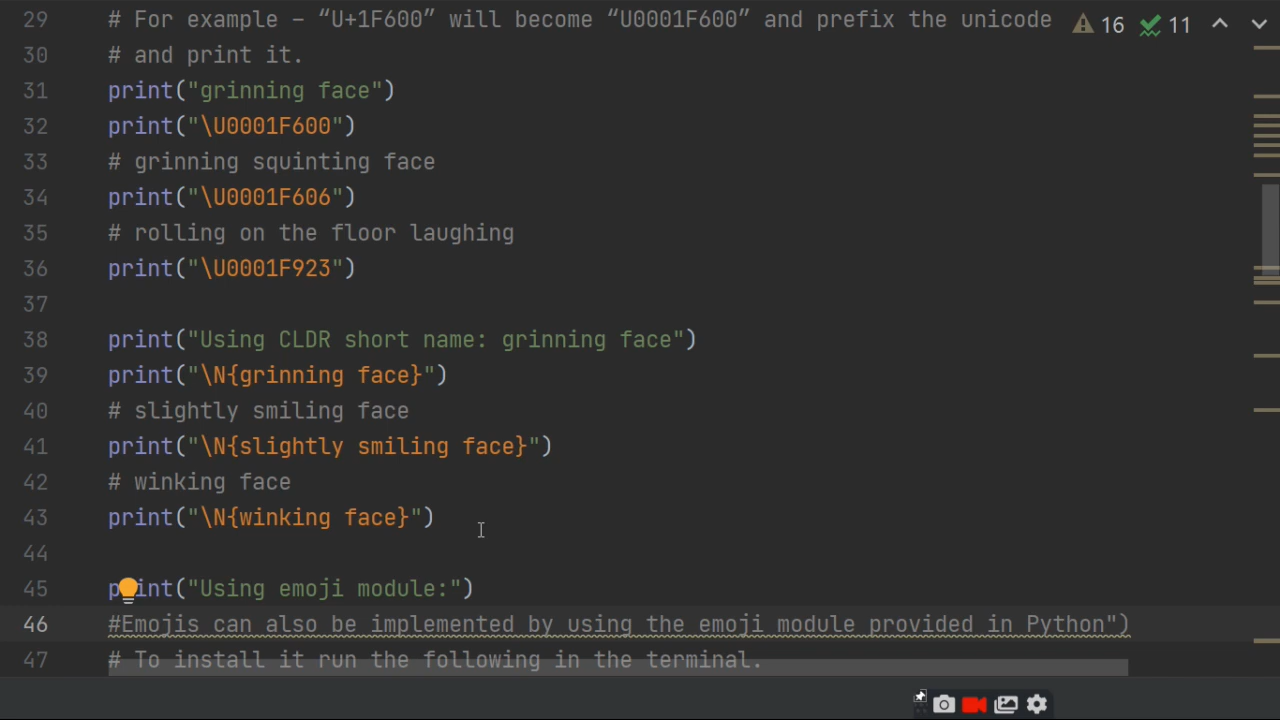 29 # For example – “U+1F600” will become “U0001F600” and prefix the unicode 16 11
30 # and print it.
31 print("grinning face")
32 print("\U0001F600")
33 # grinning squinting face
34 print("\U0001F606")
35 # rolling on the floor laughing
36 print("\U0001F923")
37
38 print("Using CLDR short name: grinning face")
39 print("\N{grinning face}")
40 # slightly smiling face
41 print("\N{slightly smiling face}")
42 # winking face
43 print("\N{winking face}")
44
45 print("Using emoji module:")
46 #Emojis can also be implemented by using the emoji module provided in Python")
47 # To install it run the following in the terminal.